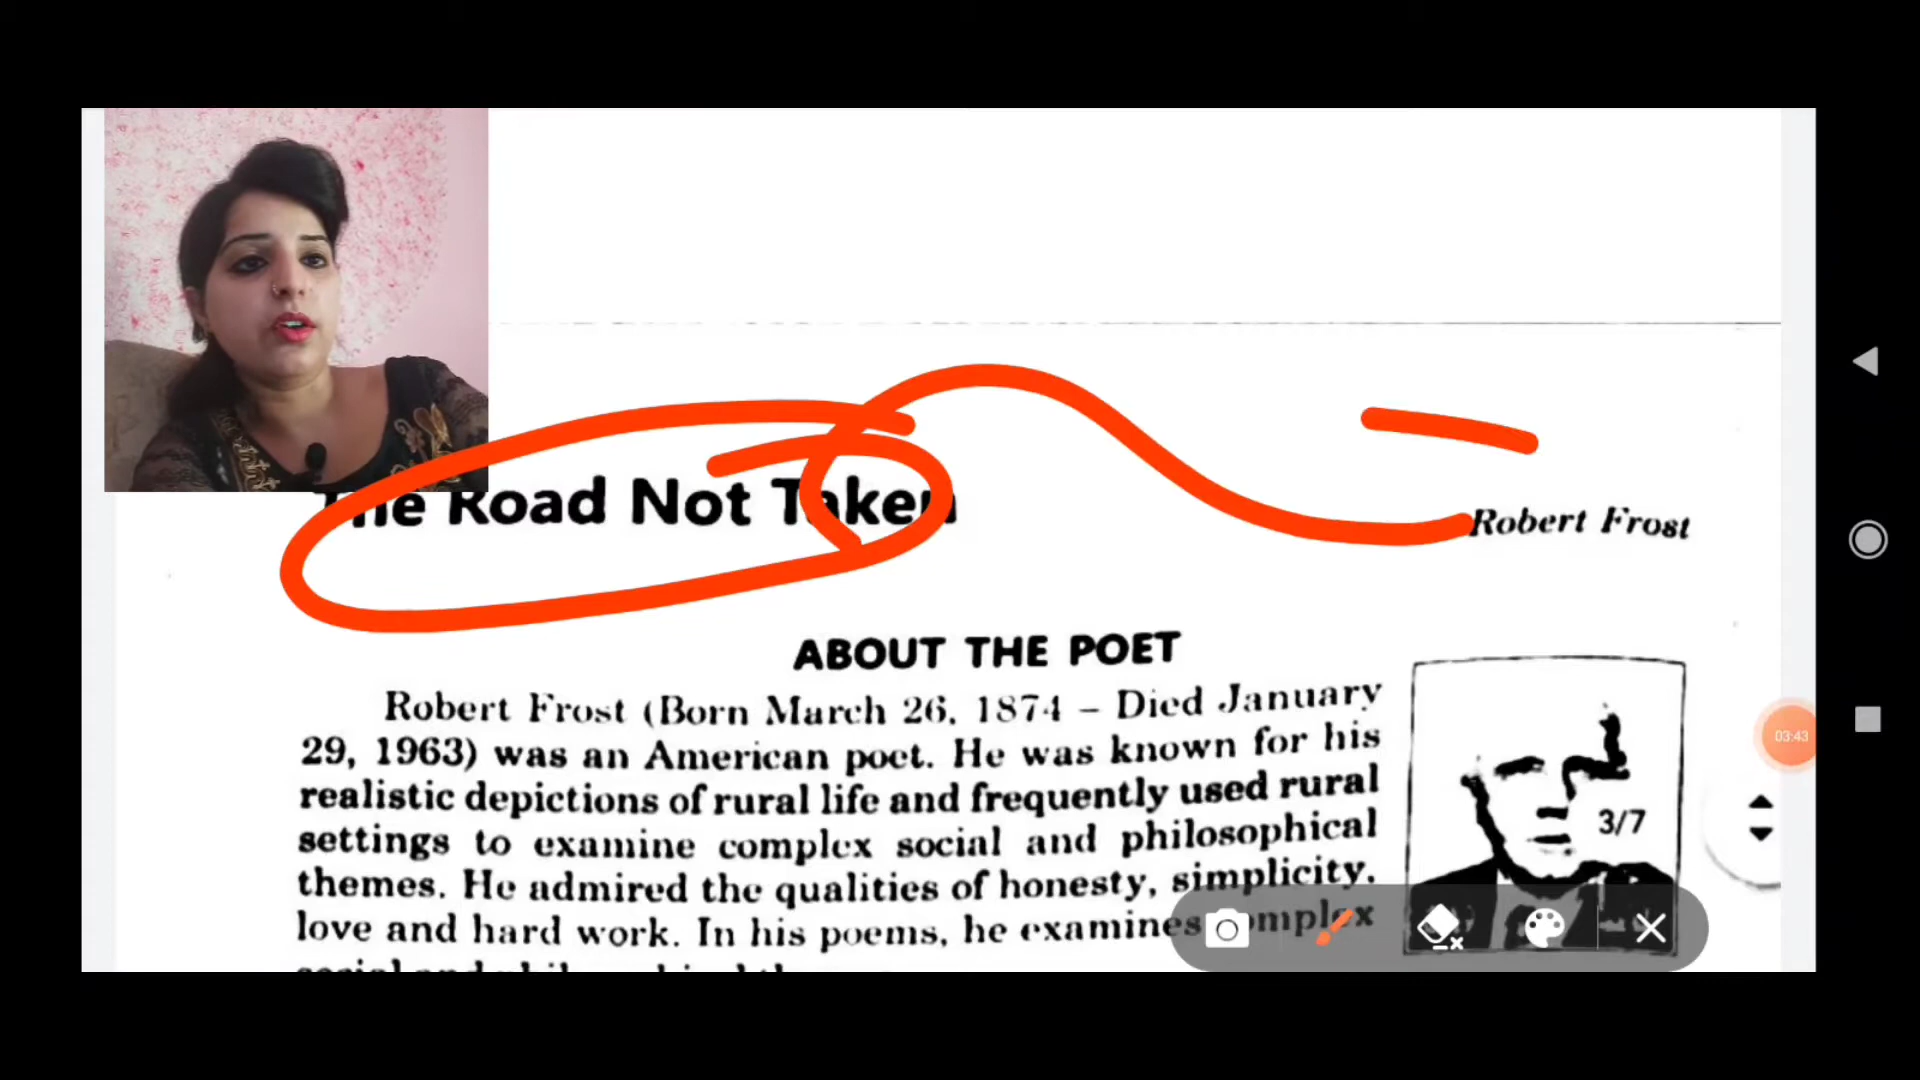 The Road Not Taken
Robert Frost
ABOUT THE POET
Robert Frost (Born March 26, 1874 – Died January
29, 1963) was an American poet. He was known for his
realistic depictions of rural life and frequently used rural
settings to examine complex social and philosophical
themes. He admired the qualities of honesty, simplicity,
love and hard work. In his poems, he examines complex
03:43
3/7